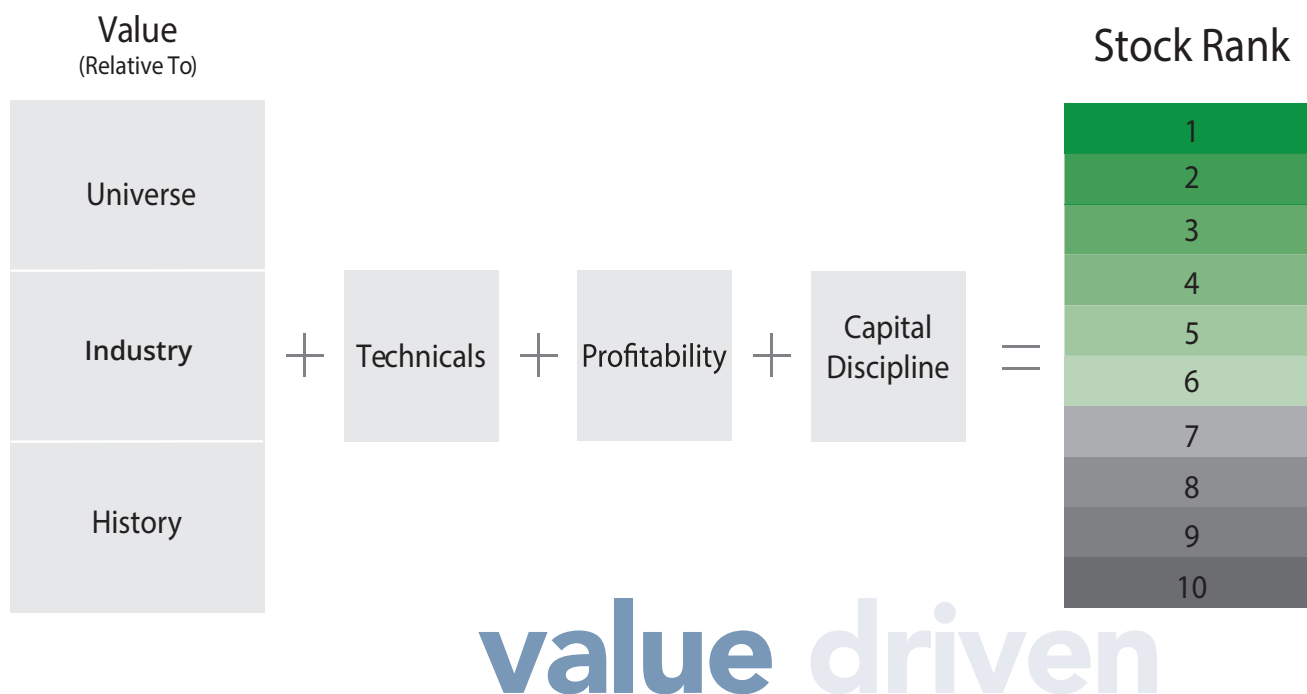 Value
(Relative To)
Universe
Industry
History
+
Technicals
+
Profitability
+
Capital
Discipline
=
Stock Rank
1
2
3
4
5
6
7
8
9
10
value driven